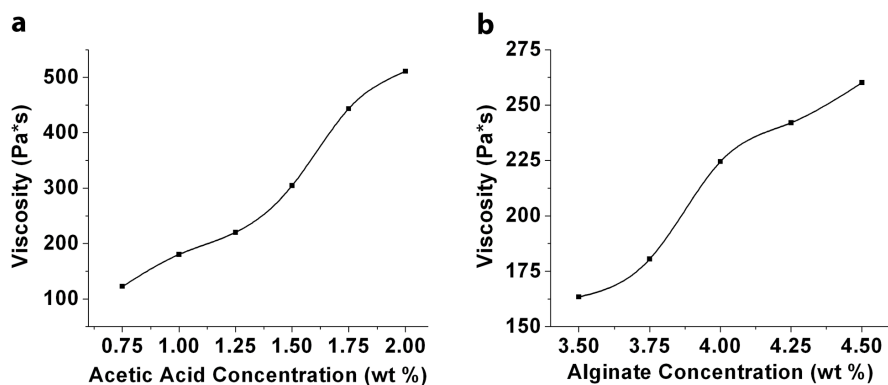 a
Viscosity (Pa*s)
500
400
300
200
100
0.75 1.00 1.25 1.50 1.75 2.00
Acetic Acid Concentration (wt %)
b
Viscosity (Pa*s)
275
250
225
200
175
150
3.50 3.75 4.00 4.25 4.50
Alginate Concentration (wt %)